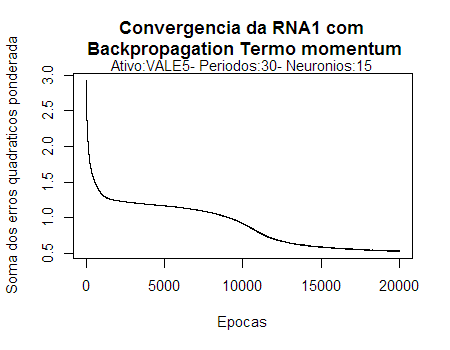 Convergencia da RNA1 com
Backpropagation Termo momentum
Ativo:VALE5- Periodos:30- Neuronios:15
Soma dos erros quadraticos ponderada
3.0
2.5
2.0
1.5
1.0
0.5
0 5000 10000 15000 20000
Epocas